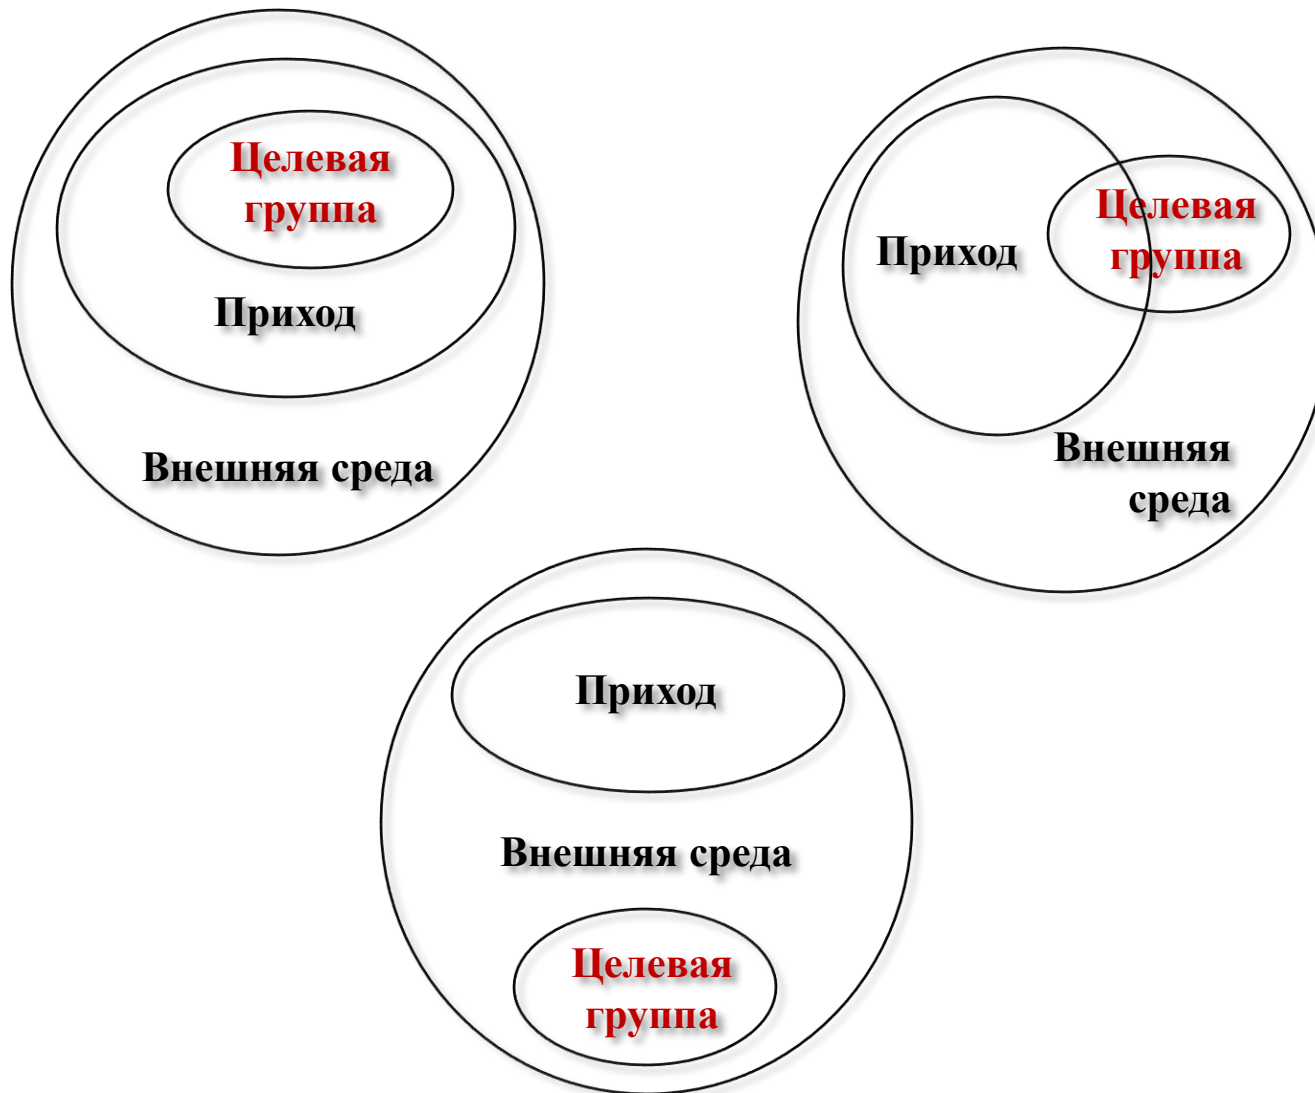 Целевая
группа
Приход
Внешняя среда
Целевая
группа
Приход
Внешняя
среда
Приход
Внешняя среда
Целевая
группа